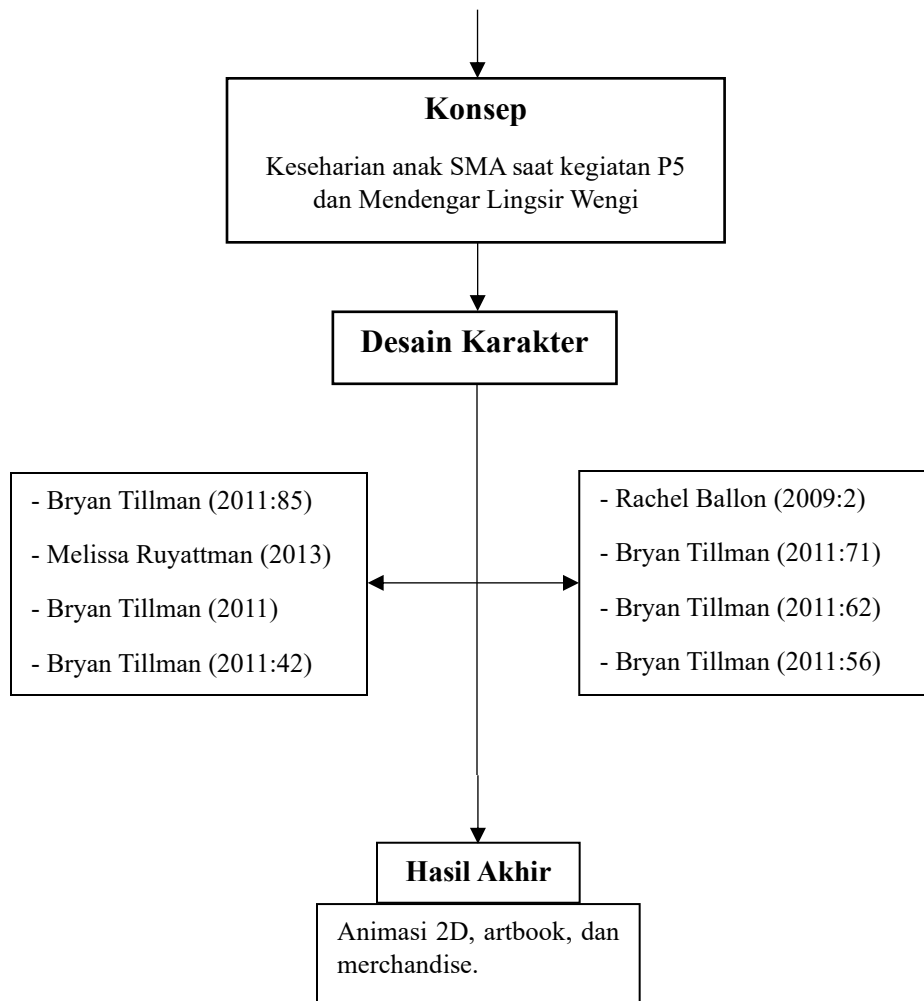 Konsep
Keseharian anak SMA saat kegiatan P5
dan Mendengar Lingsir Wengi
Desain Karakter
- Bryan Tillman (2011:85)
- Melissa Ruyattman (2013)
- Bryan Tillman (2011)
- Bryan Tillman (2011:42)
- Rachel Ballon (2009:2)
- Bryan Tillman (2011:71)
- Bryan Tillman (2011:62)
- Bryan Tillman (2011:56)
Hasil Akhir
Animasi 2D, artbook, dan
merchandise.